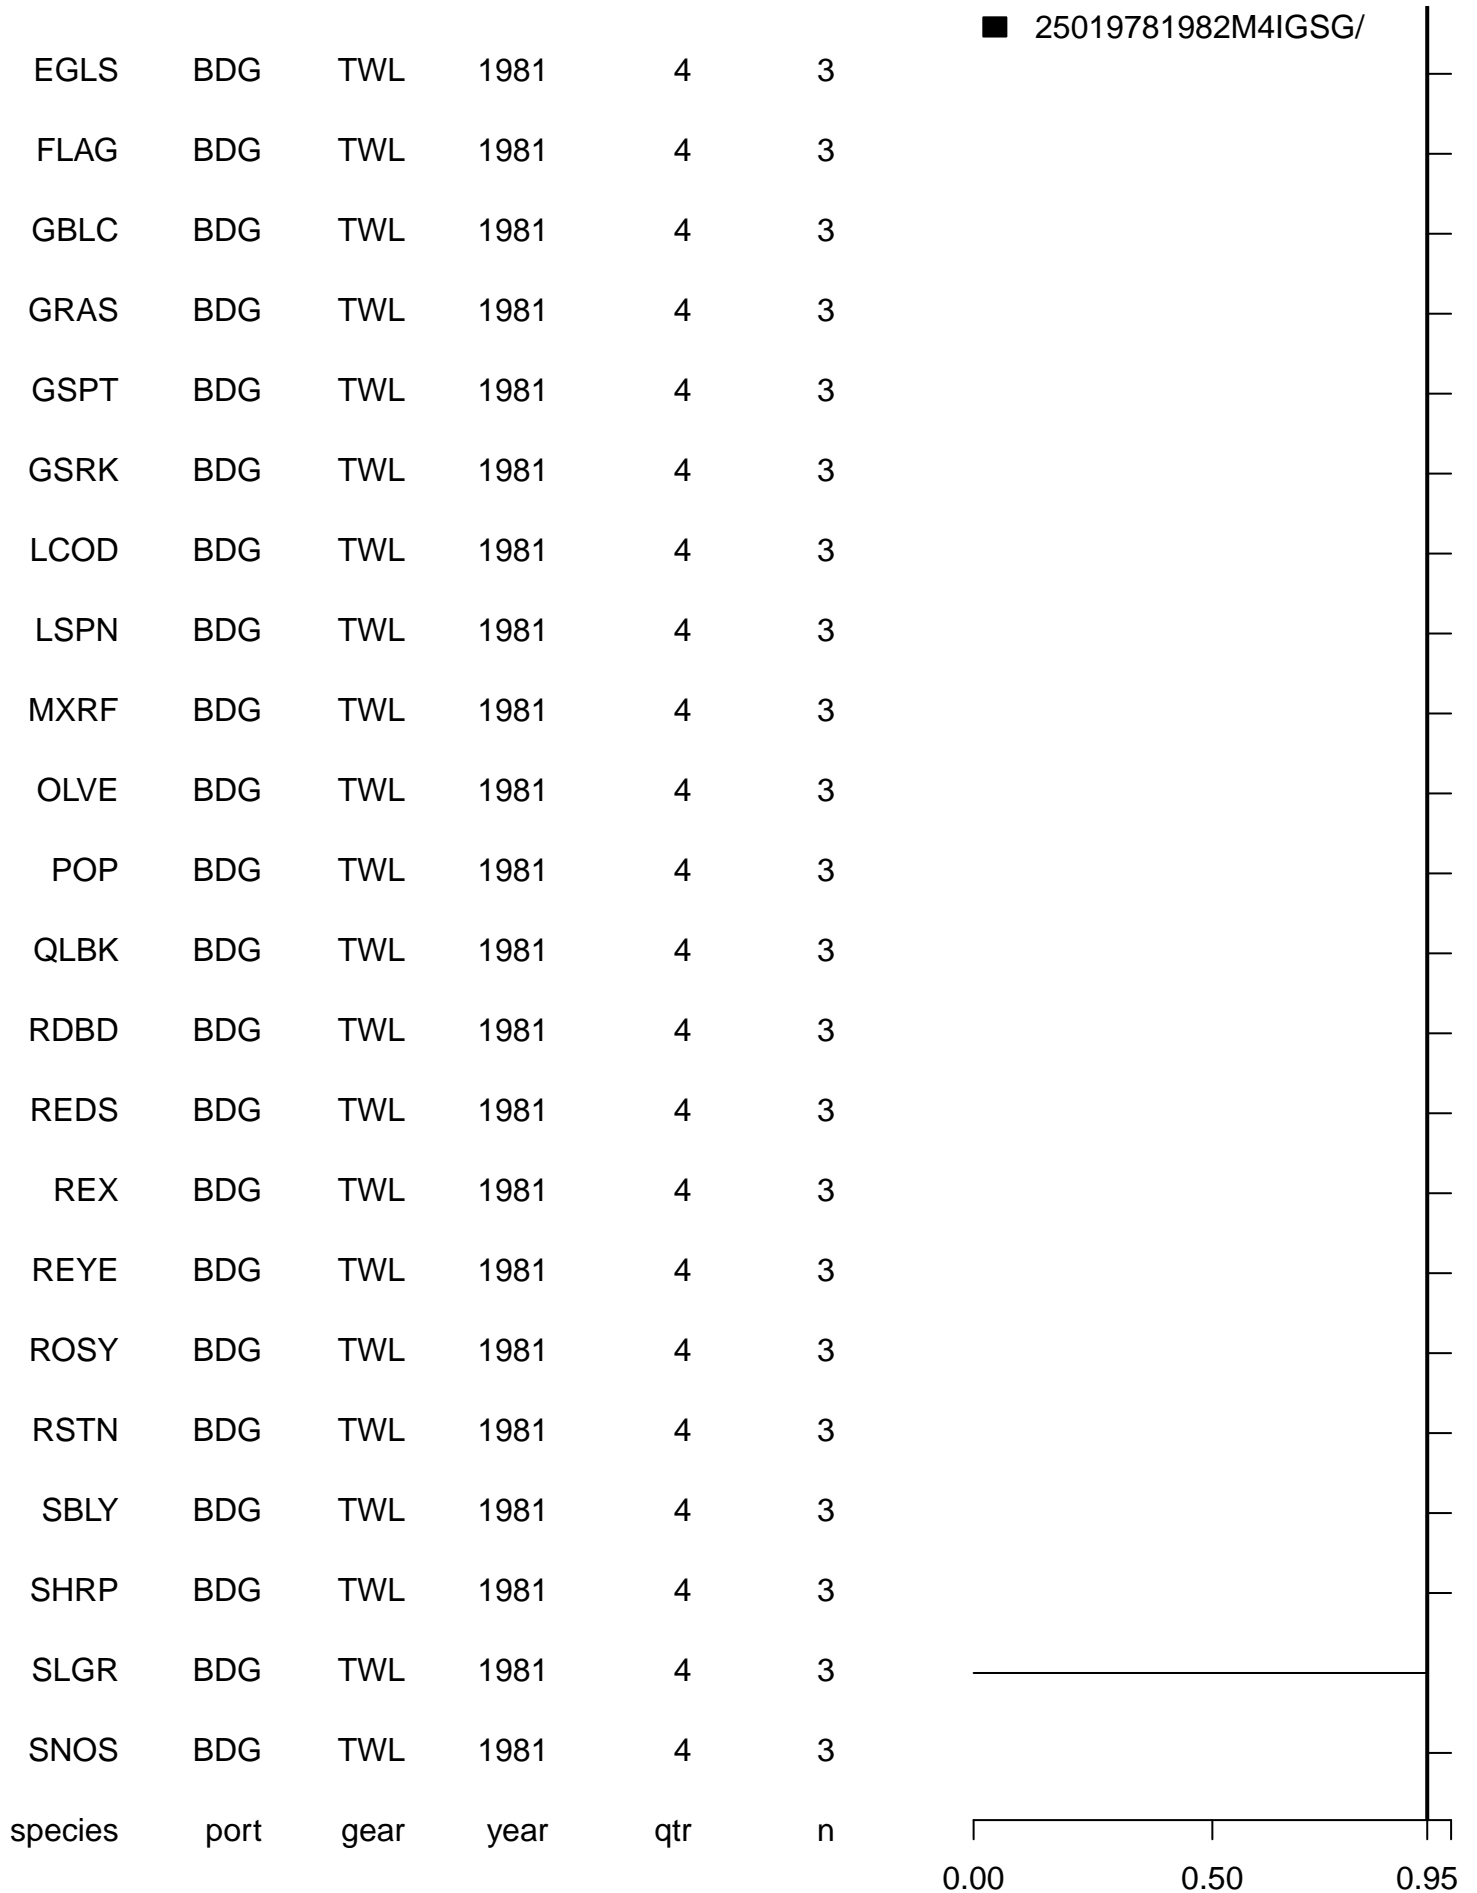 25019781982M4IGSG/
EGLS BDG TWL 1981 4 3
FLAG BDG TWL 1981 4 3
GBLC BDG TWL 1981 4 3
GRAS BDG TWL 1981 4 3
GSPT BDG TWL 1981 4 3
GSRK BDG TWL 1981 4 3
LCOD BDG TWL 1981 4 3
LSPN BDG TWL 1981 4 3
MXRF BDG TWL 1981 4 3
OLVE BDG TWL 1981 4 3
POP BDG TWL 1981 4 3
QLBK BDG TWL 1981 4 3
RDBD BDG TWL 1981 4 3
REDS BDG TWL 1981 4 3
REX BDG TWL 1981 4 3
REYE BDG TWL 1981 4 3
ROSY BDG TWL 1981 4 3
RSTN BDG TWL 1981 4 3
SBLY BDG TWL 1981 4 3
SHRP BDG TWL 1981 4 3
SLGR BDG TWL 1981 4 3
SNOS BDG TWL 1981 4 3
species port gear year qtr n
0.00 0.50 0.95